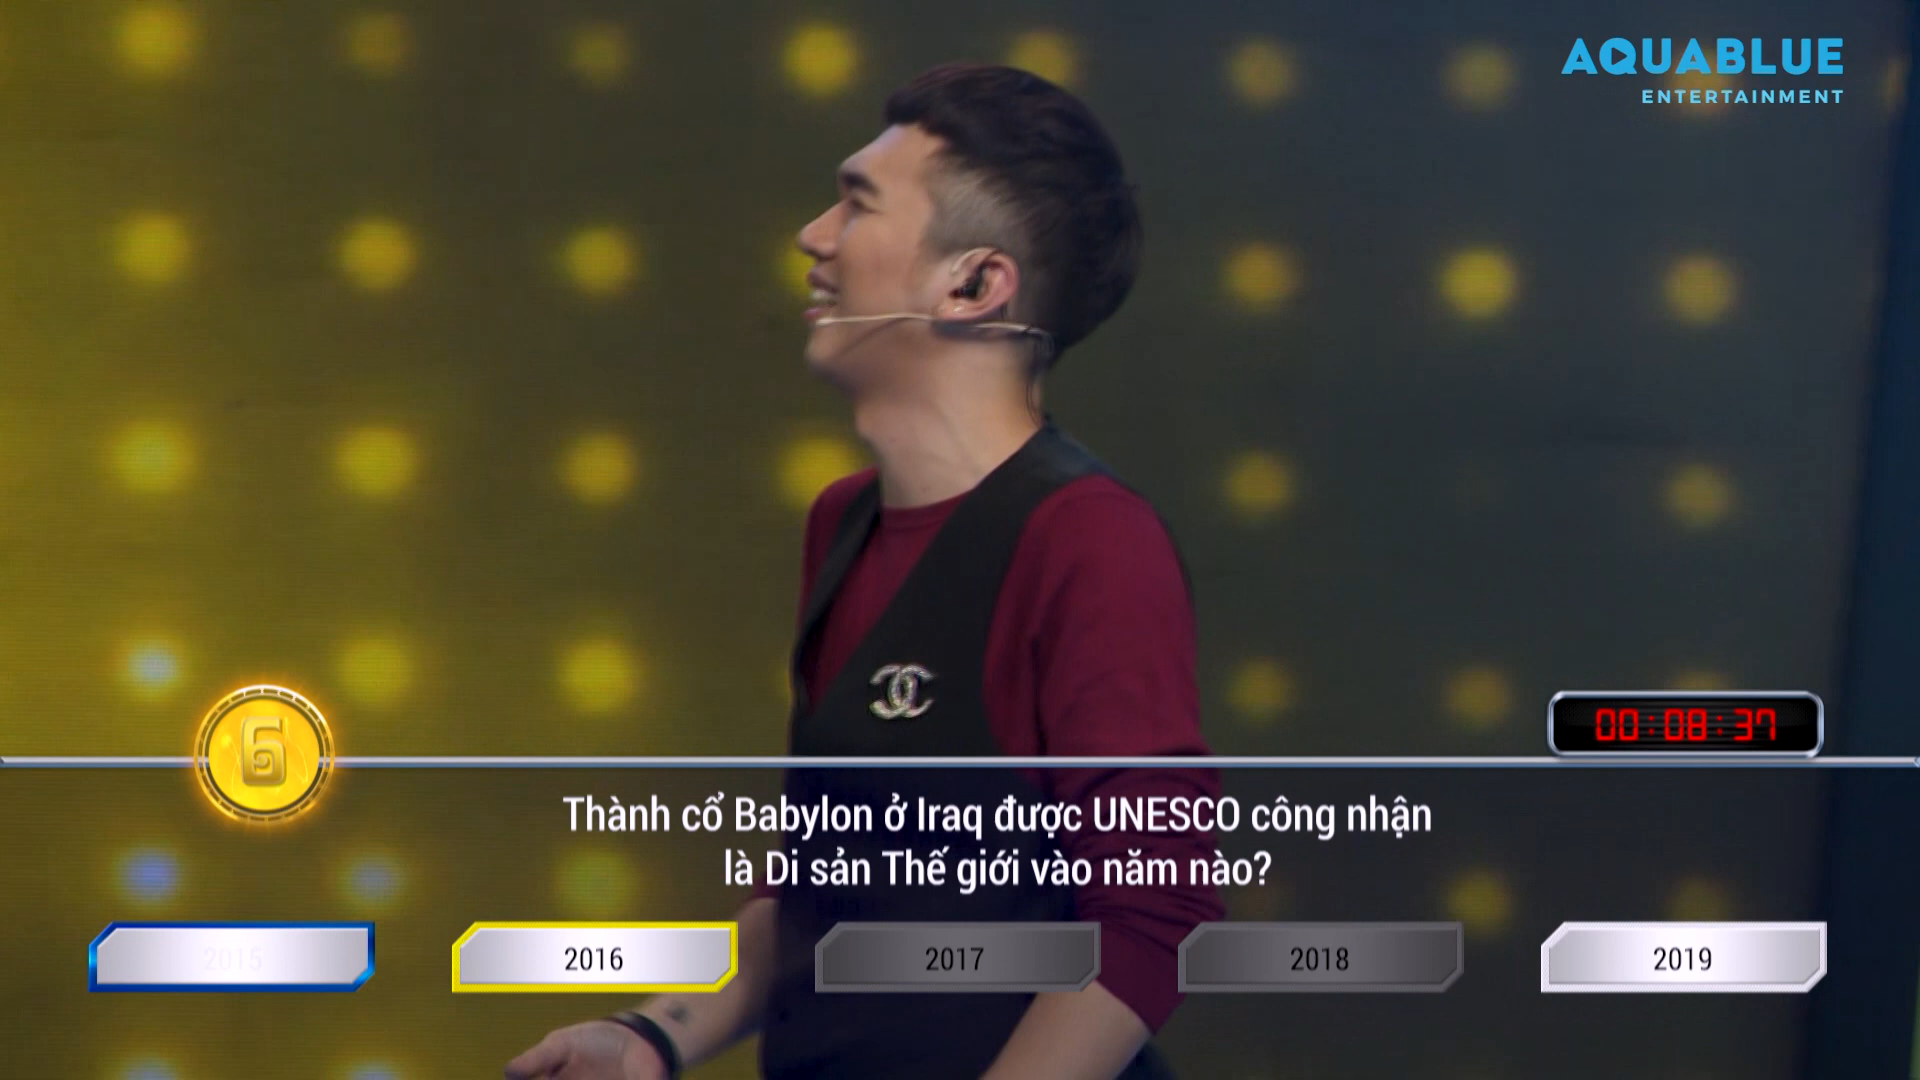 AQUABLUE
ENTERTAINMENT
6
00:08:37
Thành cổ Babylon ở Iraq được UNESCO công nhận
là Di sản Thế giới vào năm nào?
2015
2016
2017
2018
2019